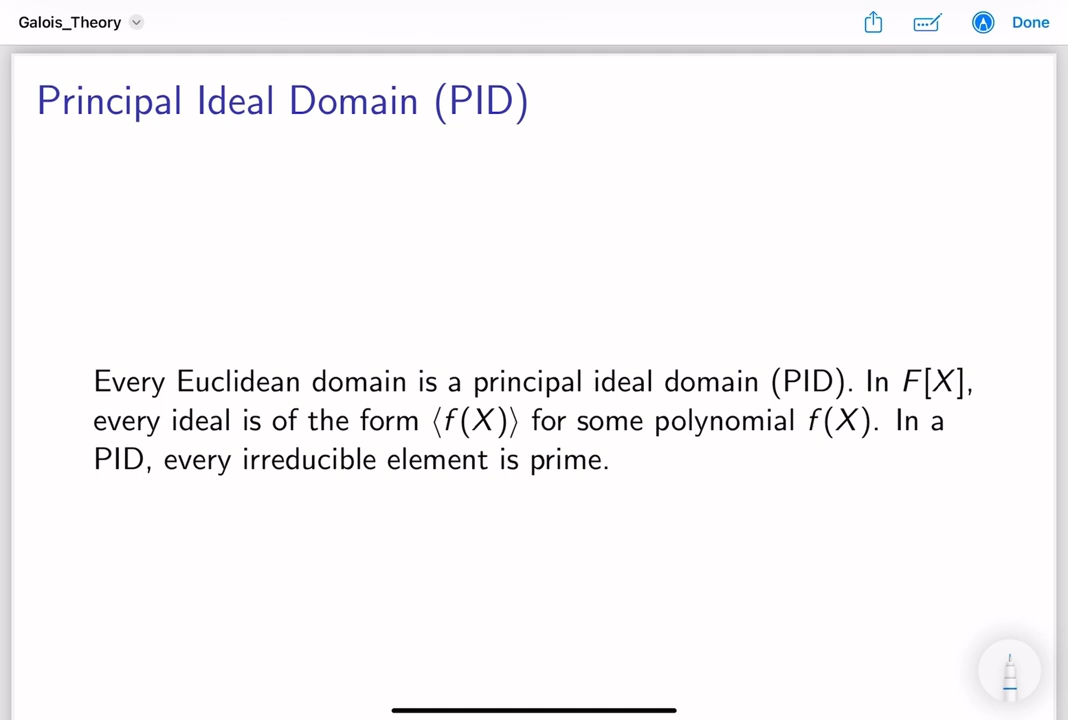 Galois_Theory
Done
Principal Ideal Domain (PID)
Every Euclidean domain is a principal ideal domain (PID). In F[X],
every ideal is of the form ⟨f(X)⟩ for some polynomial f(X). In a
PID, every irreducible element is prime.